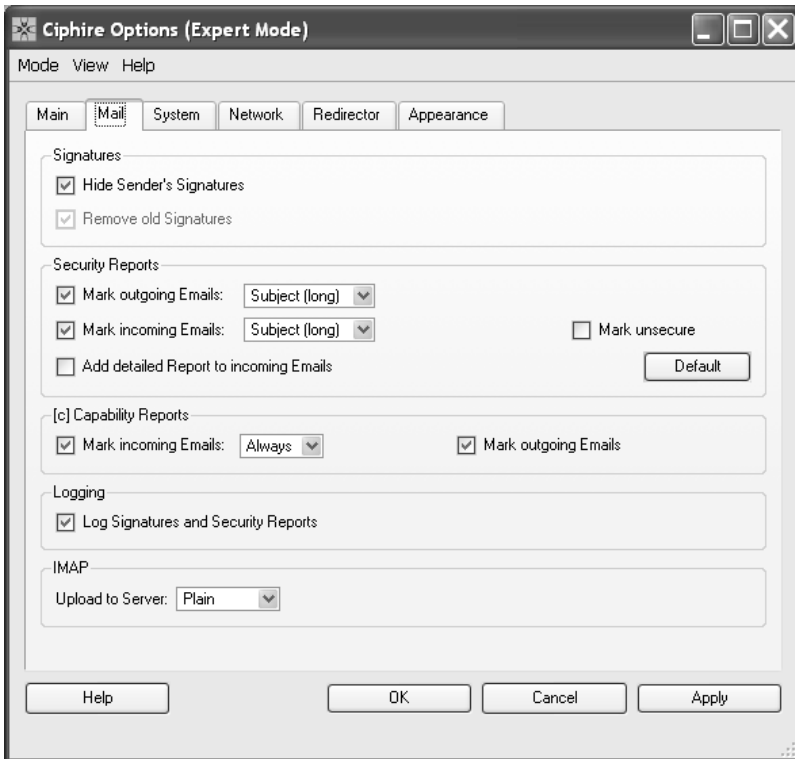 Ciphire Options (Expert Mode)
Mode View Help
Main Mail System Network Redirector Appearance
Signatures
Hide Sender's Signatures
Remove old Signatures
Security Reports
Mark outgoing Emails: Subject (long)
Mark incoming Emails: Subject (long) Mark unsecure
Add detailed Report to incoming Emails Default
[c] Capability Reports
Mark incoming Emails: Always Mark outgoing Emails
Logging
Log Signatures and Security Reports
IMAP
Upload to Server: Plain
Help OK Cancel Apply